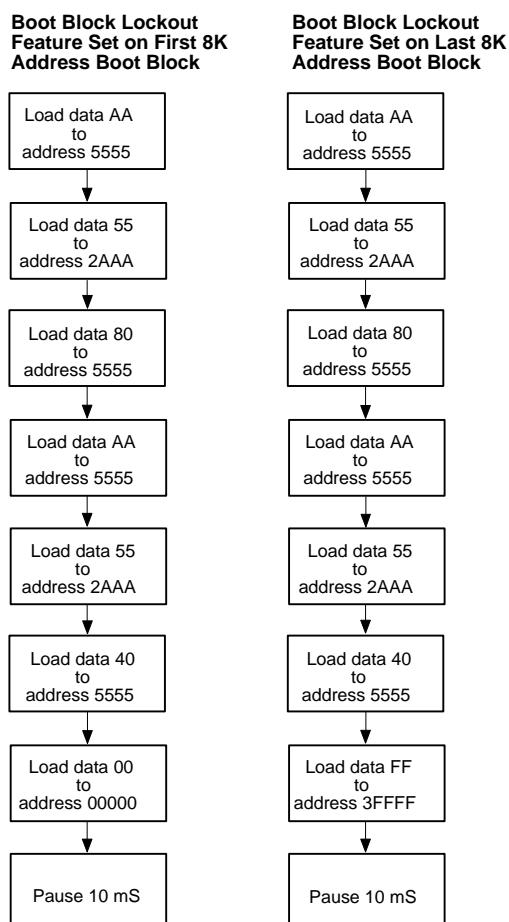 Boot Block Lockout
Feature Set on First 8K
Address Boot Block
Load data AA
to
address 5555
Load data 55
to
address 2AAA
Load data 80
to
address 5555
Load data AA
to
address 5555
Load data 55
to
address 2AAA
Load data 40
to
address 5555
Load data 00
to
address 00000
Pause 10 mS
Boot Block Lockout
Feature Set on Last 8K
Address Boot Block
Load data AA
to
address 5555
Load data 55
to
address 2AAA
Load data 80
to
address 5555
Load data AA
to
address 5555
Load data 55
to
address 2AAA
Load data 40
to
address 5555
Load data FF
to
address 3FFFF
Pause 10 mS